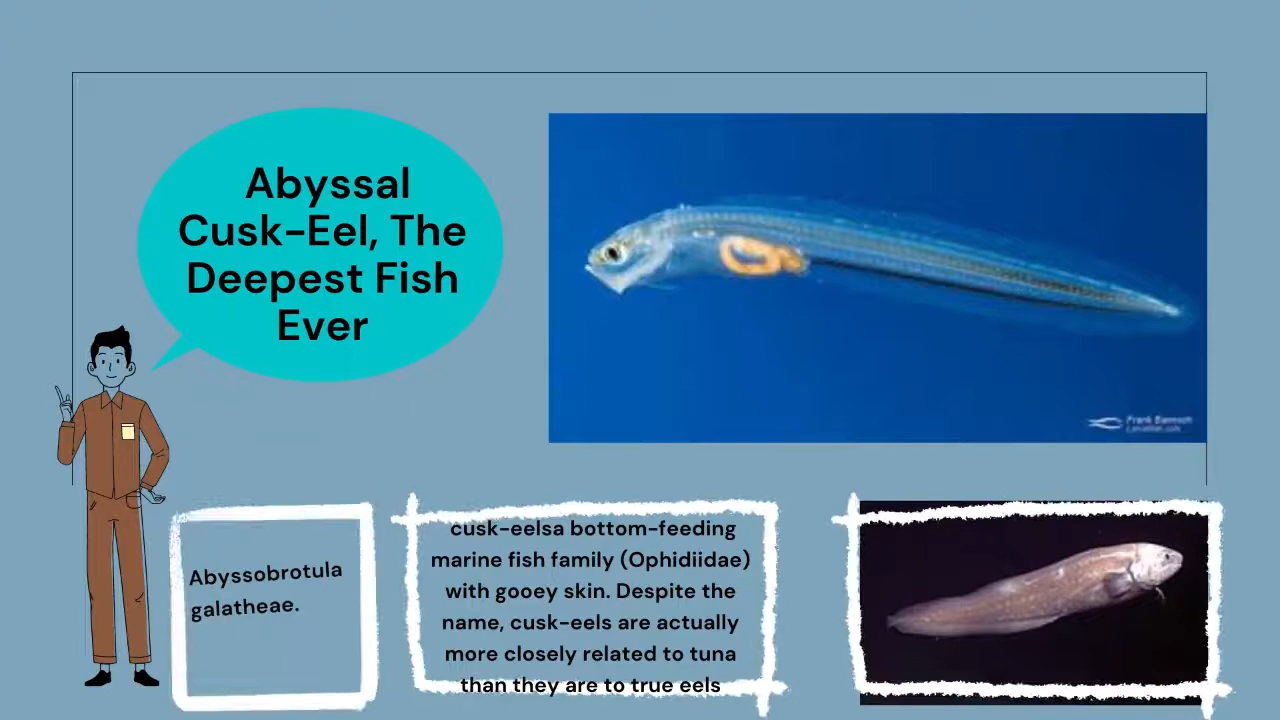 Abyssal
Cusk-Eel, The
Deepest Fish
Ever
Abyssobrotula
galatheae.
cusk-eelsa bottom-feeding
marine fish family (Ophidiidae)
with gooey skin. Despite the
name, cusk-eels are actually
more closely related to tuna
than they are to true eels